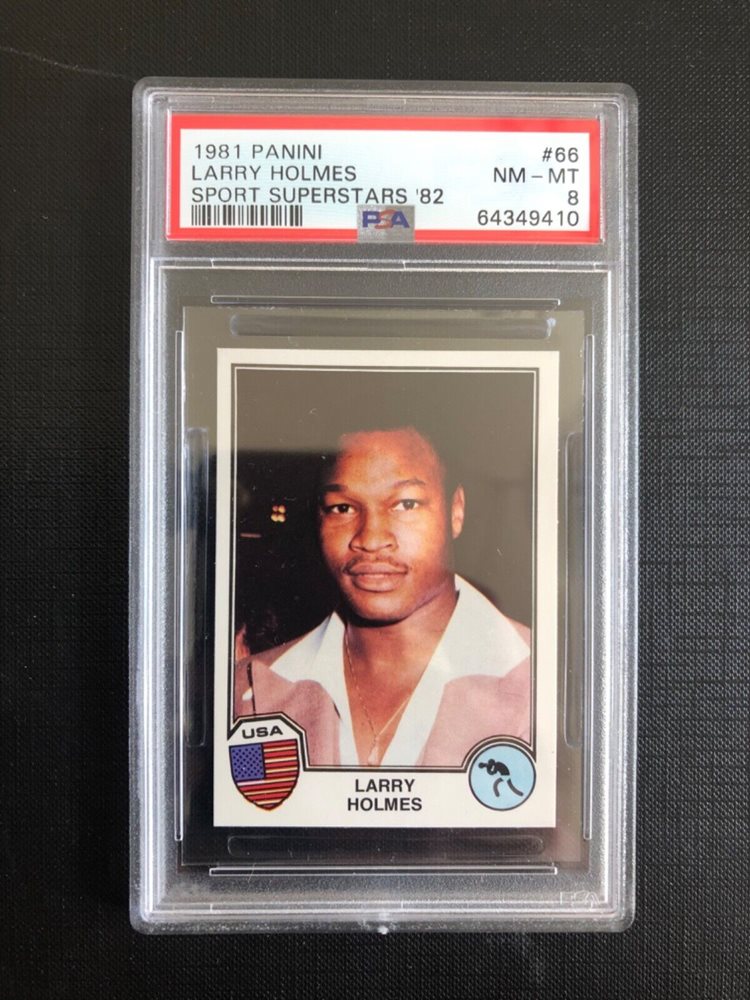 1981 PANINI #66
LARRY HOLMES NM - MT
SPORT SUPERSTARS '82 8
PSA 64349410
USA
LARRY
HOLMES